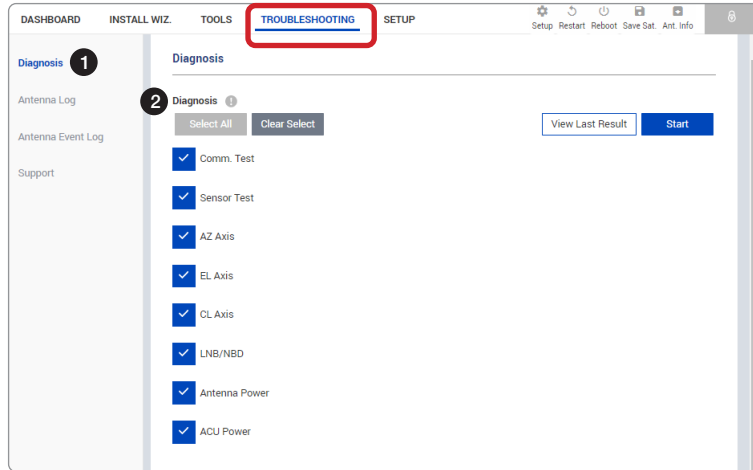 DASHBOARD INSTALL WIZ. TOOLS TROUBLESHOOTING SETUP
Setup Restart Reboot Save Sat. Ant. Info
Diagnosis 1
Antenna Log
Antenna Event Log
Support
Diagnosis
2 Diagnosis
Select All Clear Select View Last Result Start
Comm. Test
Sensor Test
AZ Axis
EL Axis
CL Axis
LNB/NBD
Antenna Power
ACU Power